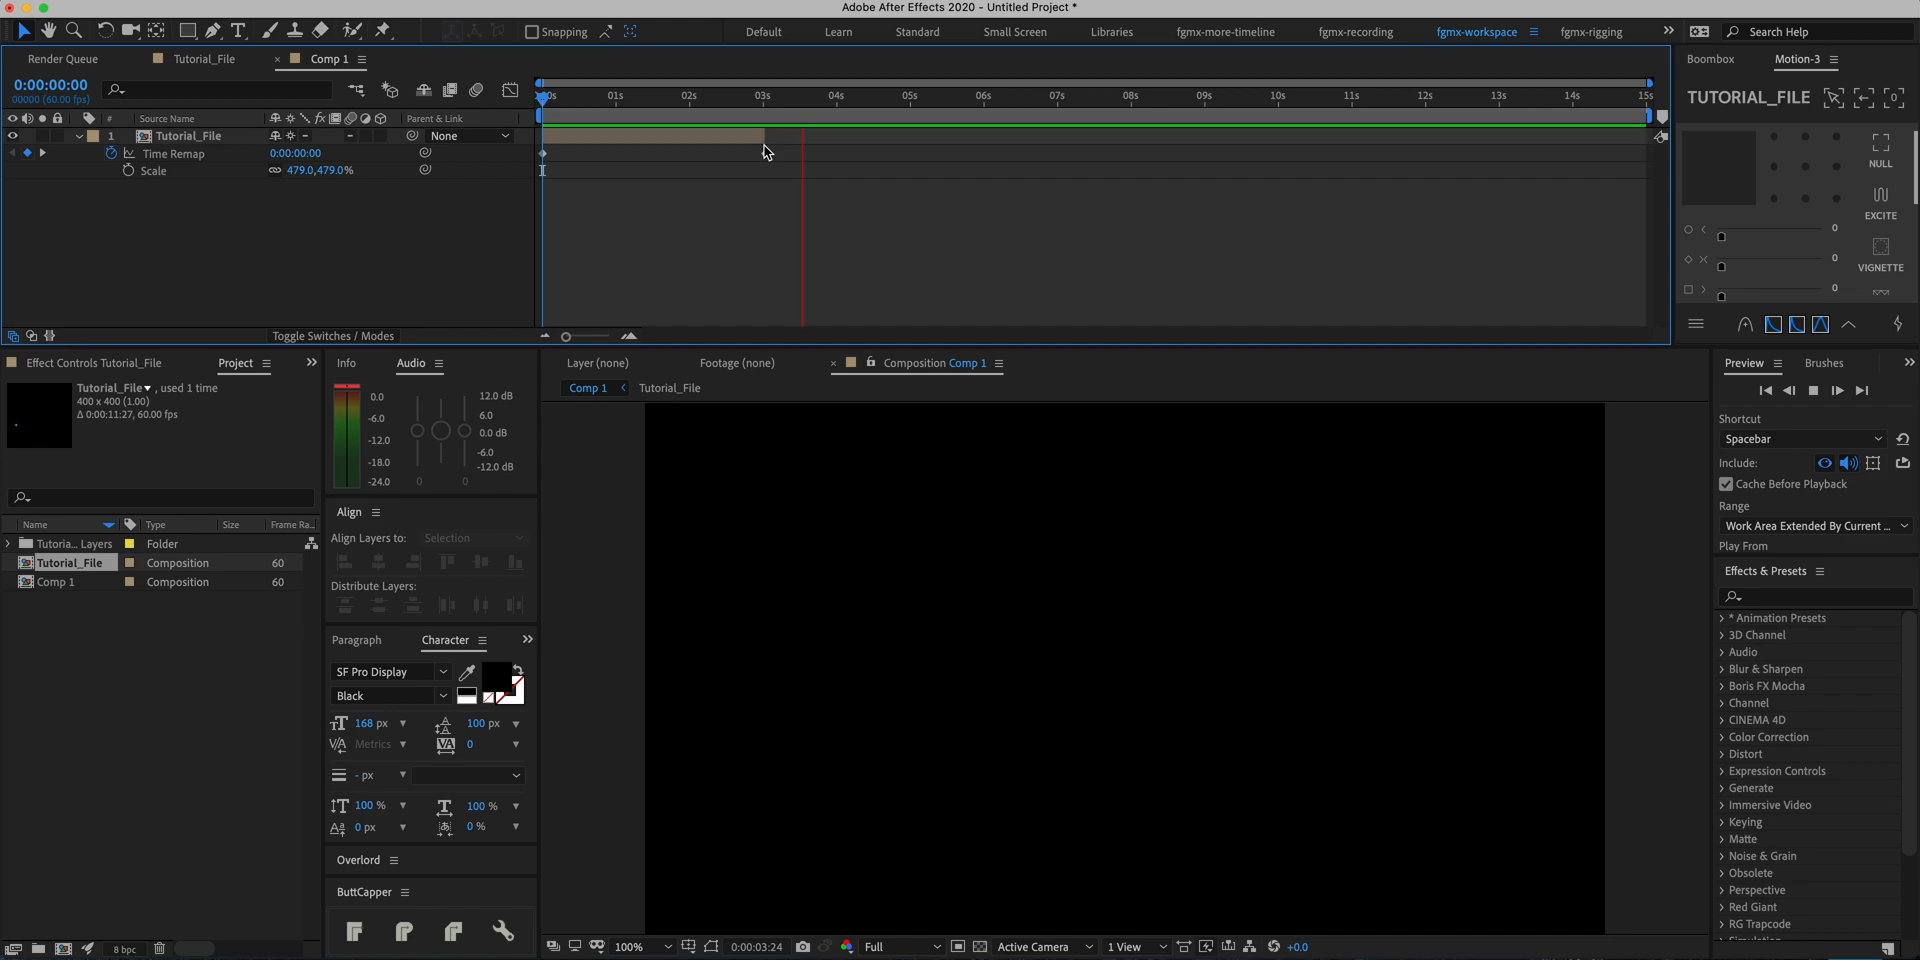 Adobe After Effects 2020 - Untitled Project *
Snapping
Default
Learn
Standard
Small Screen
Libraries
fgmx-more-timeline
fgmx-recording
fgmx-workspace
fgmx-rigging
Search Help
Render Queue
Tutorial_File
Comp 1
0:00:00:00
00000 (60.00 fps)
01s 02s 03s 04s 05s 06s 07s 08s 09s 10s 11s 12s 13s 14s 15s
# Source Name
Parent & Link
1 Tutorial_File
None
Time Remap
0:00:00:00
Scale
479.0,479.0%
Toggle Switches / Modes
Boombox
Motion-3
TUTORIAL_FILE
NULL
EXCITE
VIGNETTE
0
0
0
Effect Controls Tutorial_File
Project
Tutorial_File , used 1 time
400 x 400 (1.00)
Δ 0:00:11:27, 60.00 fps
Name
Type
Size
Frame Ra...
Tutoria... Layers
Folder
Tutorial_File
Composition
60
Comp 1
Composition
60
8 bpc
Info
Audio
0.0
-6.0
-12.0
-18.0
-24.0
12.0 dB
6.0
0.0 dB
-6.0
-12.0 dB
0 0
Align
Align Layers to:
Selection
Distribute Layers:
Paragraph
Character
SF Pro Display
Black
168 px
100 px
Metrics
0
- px
100 %
100 %
0 px
0 %
Overlord
ButtCapper
Layer (none)
Footage (none)
Composition Comp 1
Comp 1
Tutorial_File
100%
0:00:03:24
Full
Active Camera
1 View
+0.0
Preview
Brushes
Shortcut
Spacebar
Include:
Cache Before Playback
Range
Work Area Extended By Current ...
Play From
Effects & Presets
* Animation Presets
3D Channel
Audio
Blur & Sharpen
Boris FX Mocha
Channel
CINEMA 4D
Color Correction
Distort
Expression Controls
Generate
Immersive Video
Keying
Matte
Noise & Grain
Obsolete
Perspective
Red Giant
RG Trapcode